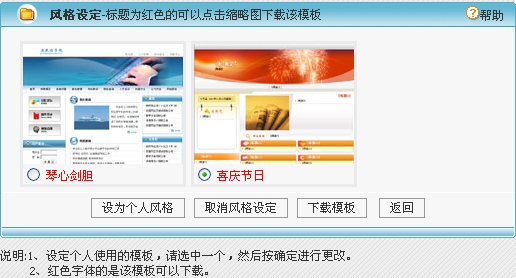 风格设定-标题为红色的可以点击缩略图下载该模板
帮助
琴心剑胆
喜庆节日
设为个人风格 取消风格设定 下载模板 返回
说明:1、设定个人使用的模板，请选中一个，然后按确定进行更改。
2、红色字体的是该模板可以下载。